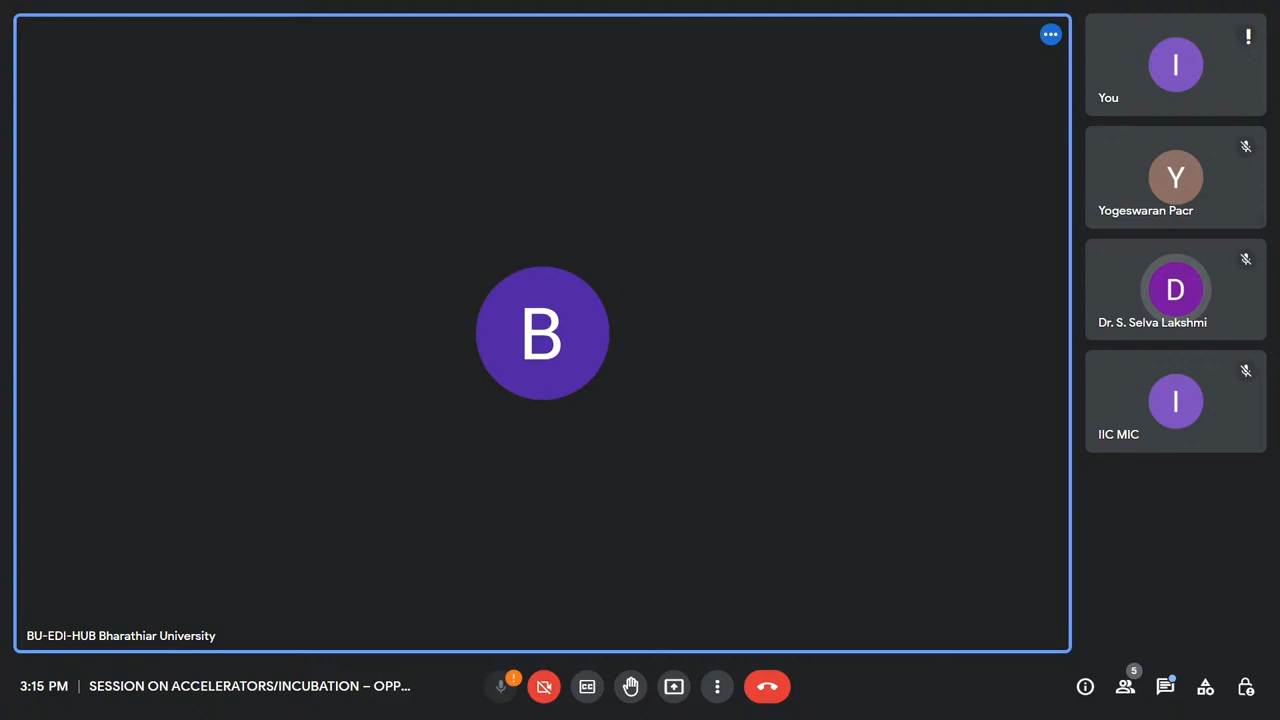 B
BU-EDI-HUB Bharathiar University
I
You
Y
Yogeswaran Pacr
D
Dr. S. Selva Lakshmi
I
IIC MIC
3:15 PM | SESSION ON ACCELERATORS/INCUBATION – OPP...
5